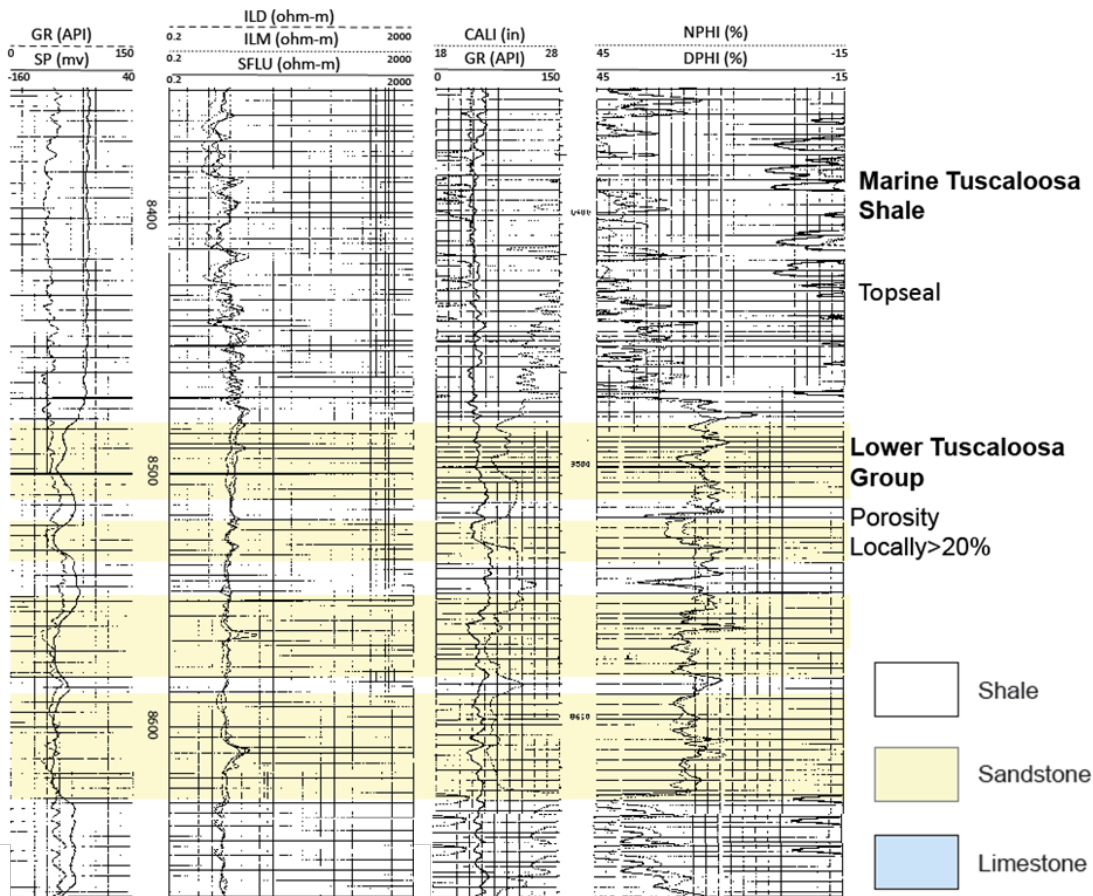 ILD (ohm-m)
GR (API)
ILM (ohm-m)
CALI (in)
NPHI (%)
0 150
0.2 2000
18 28
45 -15
SP (mv)
SFLU (ohm-m)
GR (API)
DPHI (%)
-160 40
0.2 2000
0.2 2000
0 150
45 -15
Marine Tuscaloosa
Shale
8400
Topseal
Lower Tuscaloosa
Group
8500
Porosity
Locally>20%
8600
Shale
Sandstone
Limestone